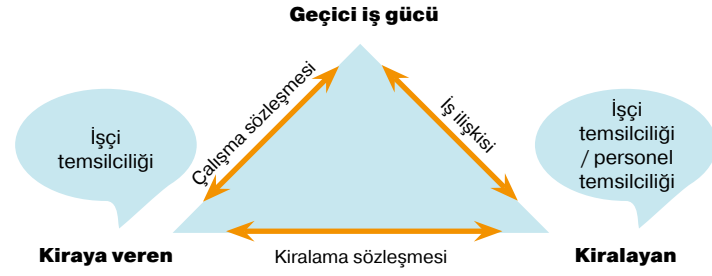 Geçici iş gücü
Çalışma sözleşmesi
İş ilişkisi
İşçi
temsilciliği
İşçi
temsilciliği
/ personel
temsilciliği
Kiraya veren
Kiralama sözleşmesi
Kiralayan